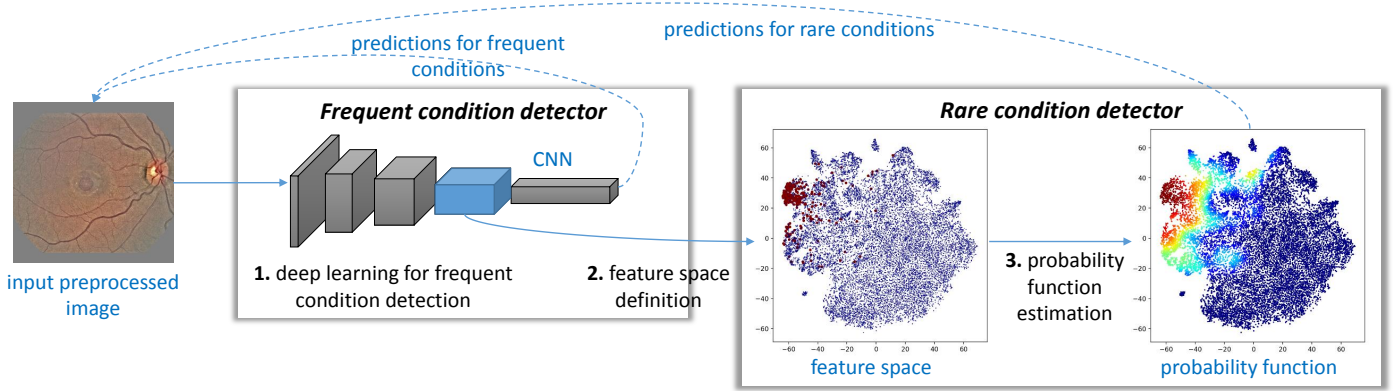 predictions for rare conditions
predictions for frequent
conditions
Frequent condition detector
Rare condition detector
CNN
input preprocessed
image
1. deep learning for frequent
condition detection
2. feature space
definition
60
40
20
0
−20
−40
−60
−60 −40 −20 0 20 40 60
feature space
3. probability
function
estimation
60
40
20
0
−20
−40
−60
−60 −40 −20 0 20 40 60
probability function